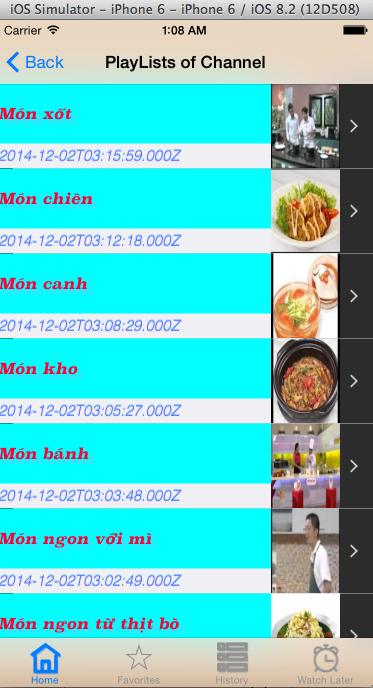 iOS Simulator - iPhone 6 - iPhone 6 / iOS 8.2 (12D508)
Carrier 1:08 AM
Back PlayLists of Channel
Món xốt
2014-12-02T03:15:59.000Z
Món chiên
2014-12-02T03:12:18.000Z
Món canh
2014-12-02T03:08:29.000Z
Món kho
2014-12-02T03:05:27.000Z
Món bánh
2014-12-02T03:03:48.000Z
Món ngon với mì
2014-12-02T03:02:49.000Z
Món ngon từ thịt bò
Home Favorites History Watch Later